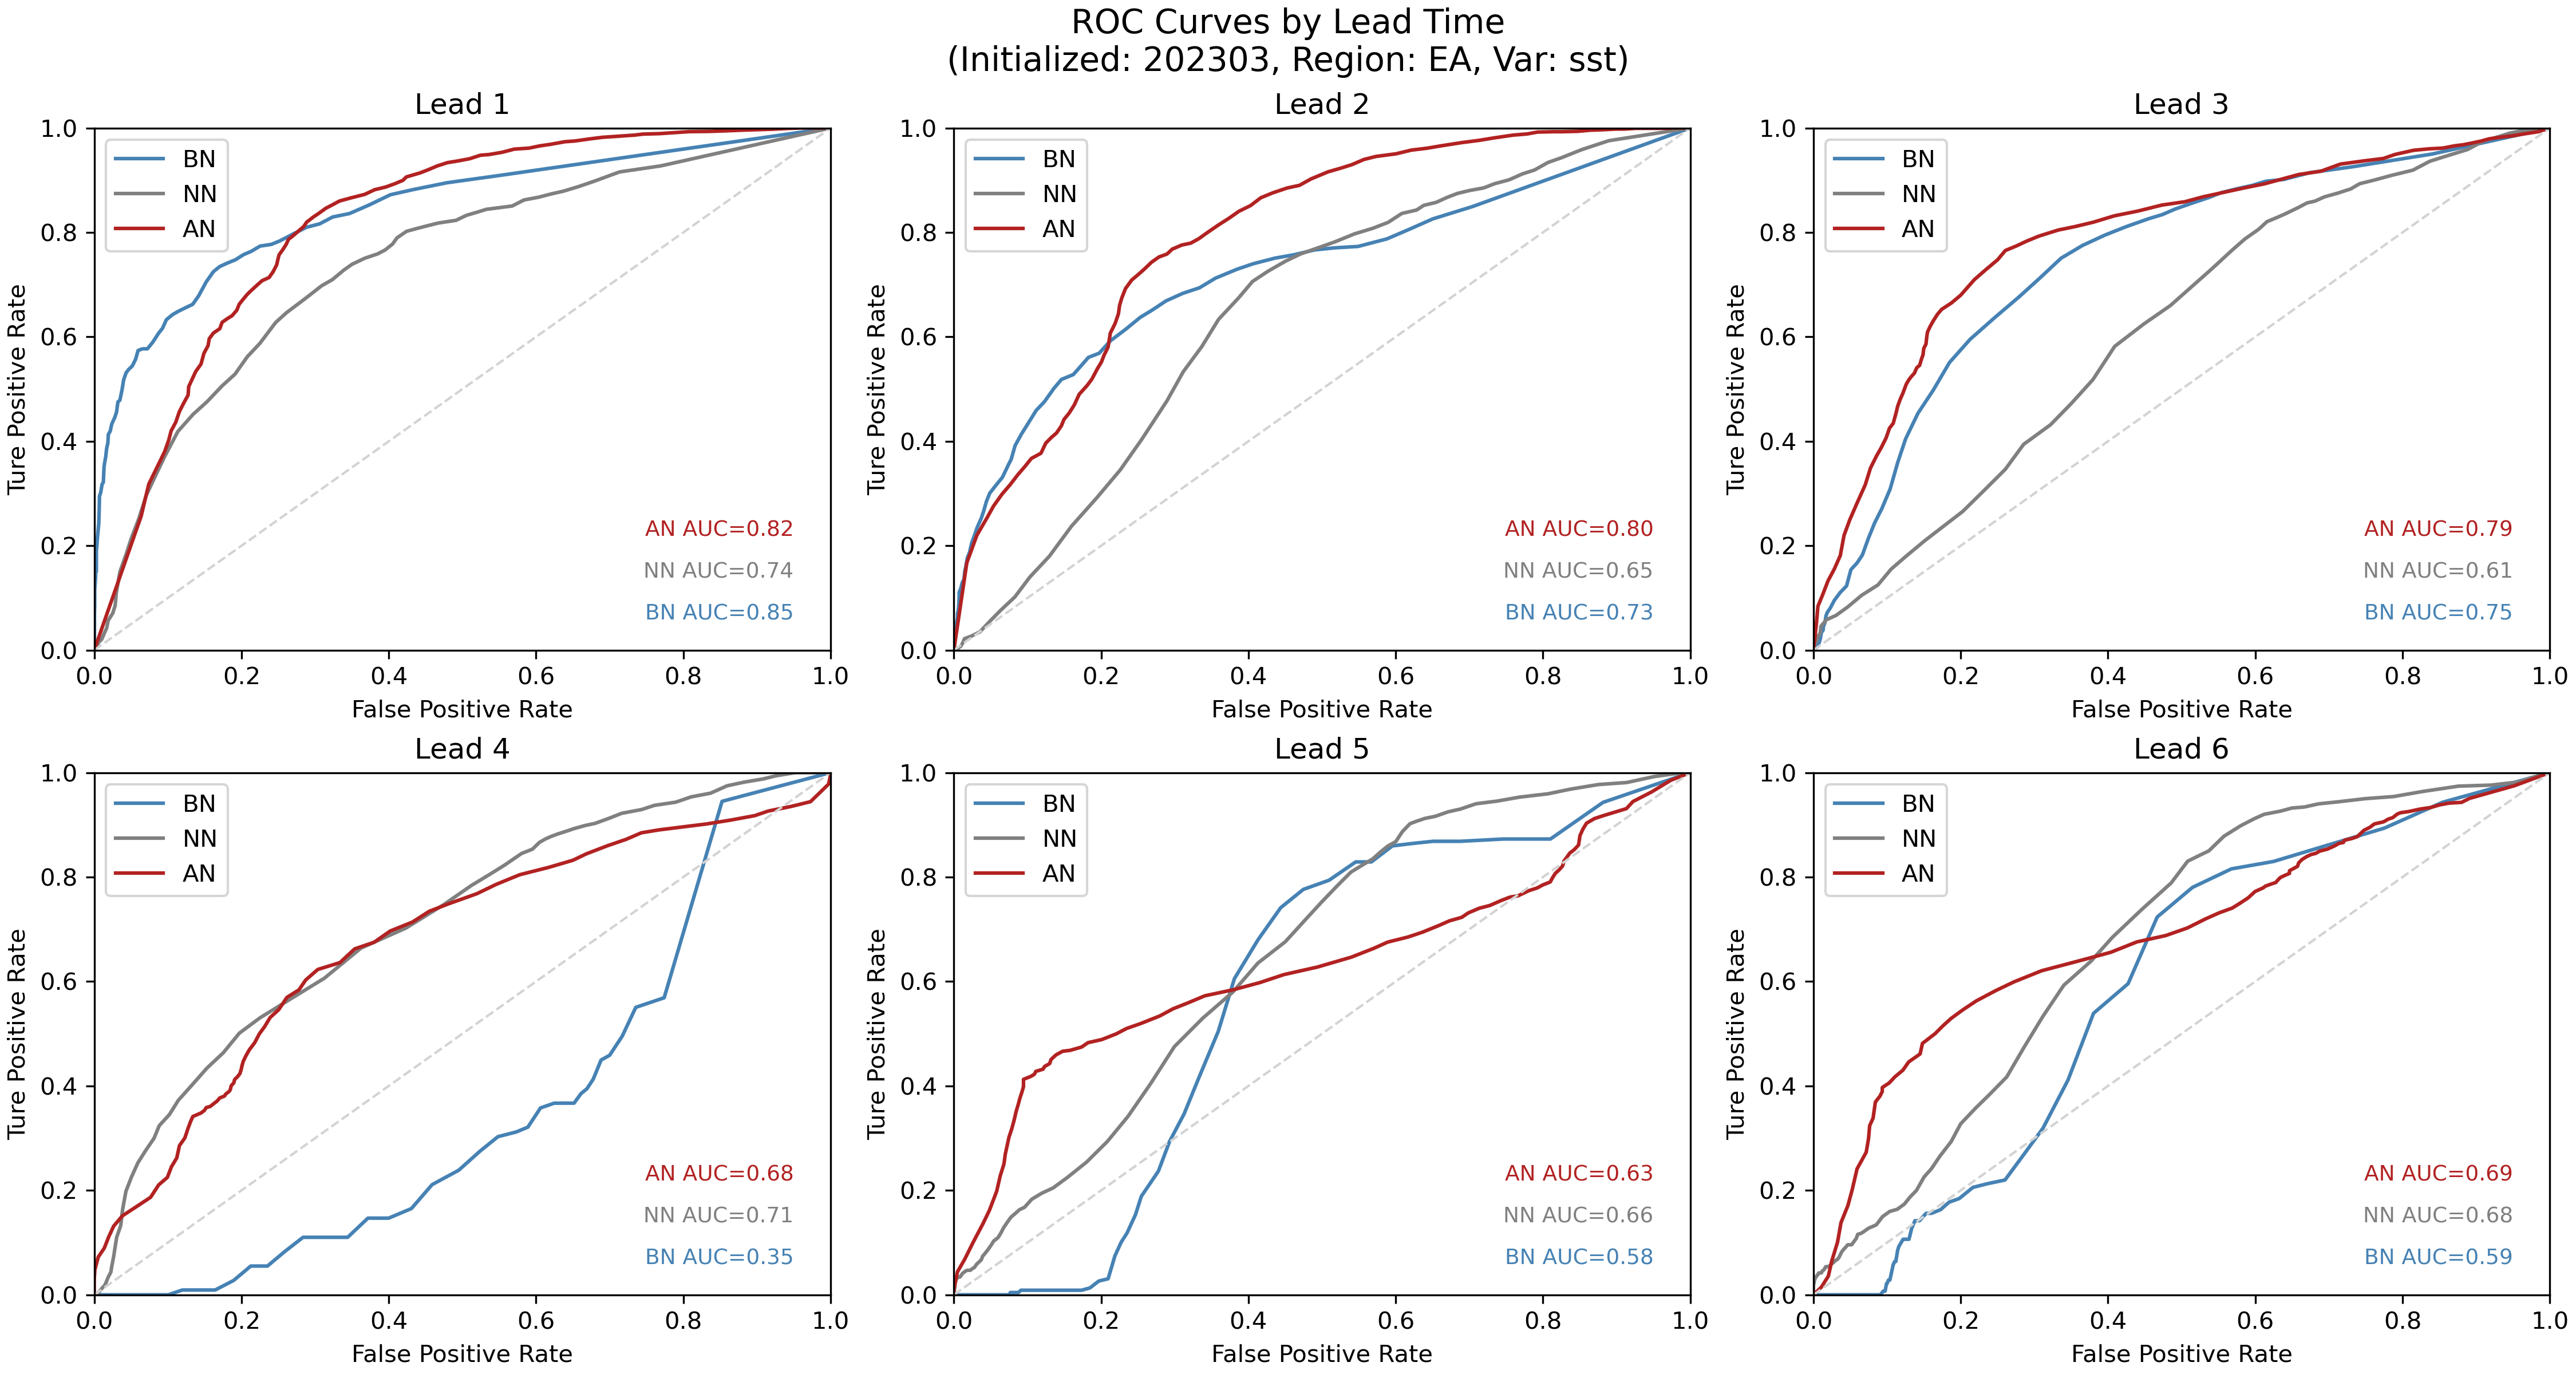 ROC Curves by Lead Time
(Initialized: 202303, Region: EA, Var: sst)
Lead 1
1.0
0.8
0.6
0.4
0.2
0.0
Ture Positive Rate
BN
NN
AN
AN AUC=0.82
NN AUC=0.74
BN AUC=0.85
0.0 0.2 0.4 0.6 0.8 1.0
False Positive Rate
Lead 2
1.0
0.8
0.6
0.4
0.2
0.0
Ture Positive Rate
BN
NN
AN
AN AUC=0.80
NN AUC=0.65
BN AUC=0.73
0.0 0.2 0.4 0.6 0.8 1.0
False Positive Rate
Lead 3
1.0
0.8
0.6
0.4
0.2
0.0
Ture Positive Rate
BN
NN
AN
AN AUC=0.79
NN AUC=0.61
BN AUC=0.75
0.0 0.2 0.4 0.6 0.8 1.0
False Positive Rate
Lead 4
1.0
0.8
0.6
0.4
0.2
0.0
Ture Positive Rate
BN
NN
AN
AN AUC=0.68
NN AUC=0.71
BN AUC=0.35
0.0 0.2 0.4 0.6 0.8 1.0
False Positive Rate
Lead 5
1.0
0.8
0.6
0.4
0.2
0.0
Ture Positive Rate
BN
NN
AN
AN AUC=0.63
NN AUC=0.66
BN AUC=0.58
0.0 0.2 0.4 0.6 0.8 1.0
False Positive Rate
Lead 6
1.0
0.8
0.6
0.4
0.2
0.0
Ture Positive Rate
BN
NN
AN
AN AUC=0.69
NN AUC=0.68
BN AUC=0.59
0.0 0.2 0.4 0.6 0.8 1.0
False Positive Rate